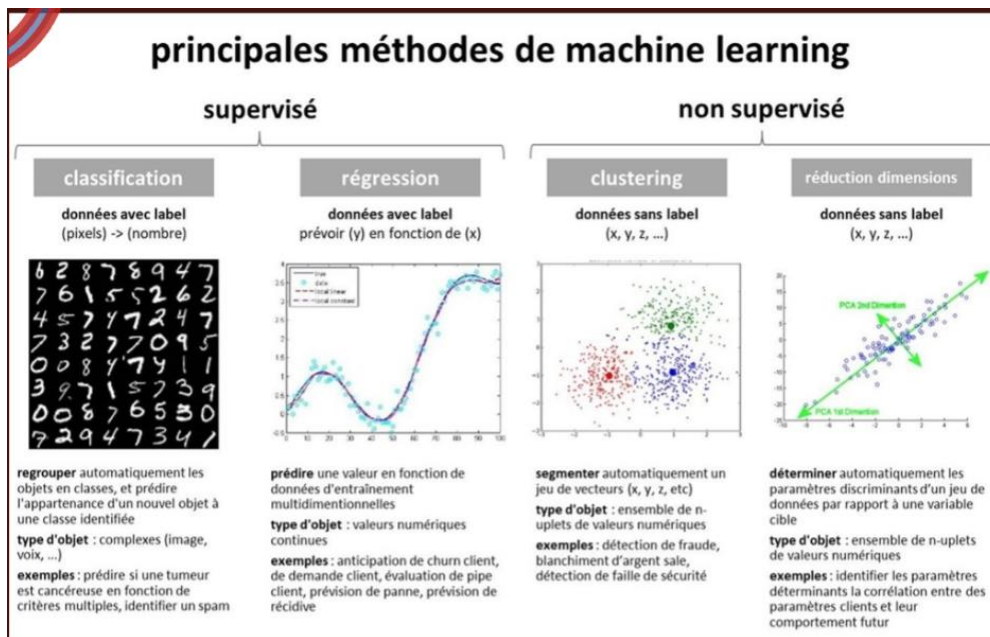 principales méthodes de machine learning
supervisé
non supervisé
classification
données avec label
(pixels) -> (nombre)
regrouper automatiquement les
objets en classes, et prédire
l'appartenance d'un nouvel objet à
une classe identifiée
type d'objet : complexes (image,
voix, ...)
exemples : prédire si une tumeur
est cancéreuse en fonction de
critères multiples, identifier un spam
régression
données avec label
prévoir (y) en fonction de (x)
true
data
local linear
local constant
prédire une valeur en fonction de
données d'entraînement
multidimentionnelles
type d'objet : valeurs numériques
continues
exemples : anticipation de churn client,
de demande client, évaluation de pipe
client, prévision de panne, prévision de
récidive
clustering
données sans label
(x, y, z, ...)
segmenter automatiquement un
jeu de vecteurs (x, y, z, etc)
type d'objet : ensemble de n-
uplets de valeurs numériques
exemples : détection de fraude,
blanchiment d'argent sale,
détection de faille de sécurité
réduction dimensions
données sans label
(x, y, z, ...)
PCA 2nd Dimention
PCA 1st Dimention
déterminer automatiquement les
paramètres discriminants d'un jeu de
données par rapport à une variable
cible
type d'objet : ensemble de n-uplets
de valeurs numériques
exemples : identifier les paramètres
déterminants la corrélation entre des
paramètres clients et leur
comportement futur